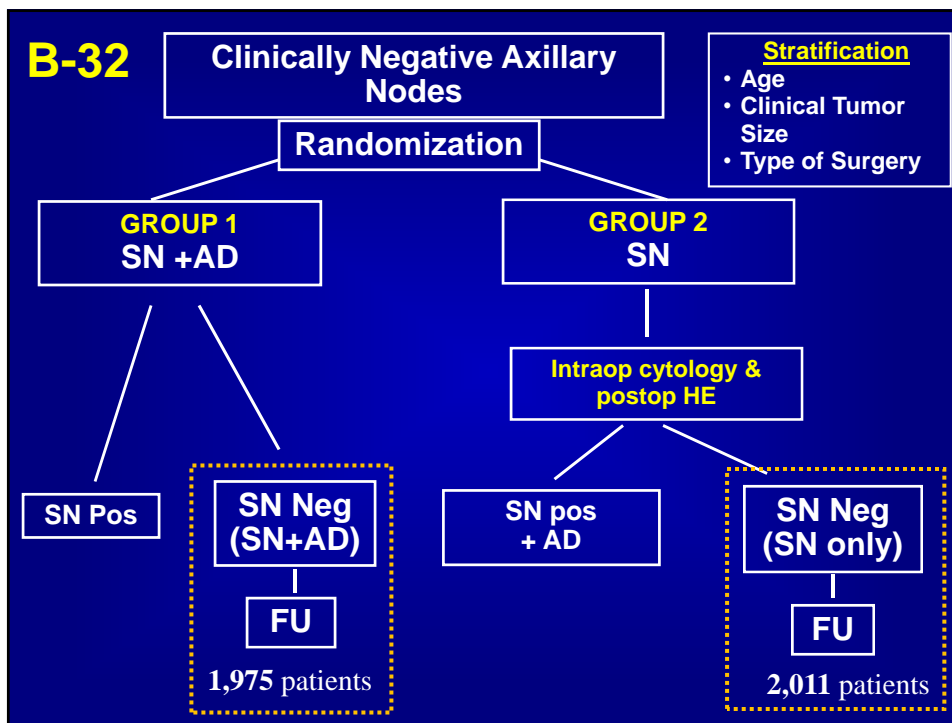 B-32
Clinically Negative Axillary
Nodes
Randomization
Stratification
• Age
• Clinical Tumor
Size
• Type of Surgery
GROUP 1
SN +AD
GROUP 2
SN
Intraop cytology &
postop HE
SN Pos
SN Neg
(SN+AD)
FU
1,975 patients
SN pos
+ AD
SN Neg
(SN only)
FU
2,011 patients